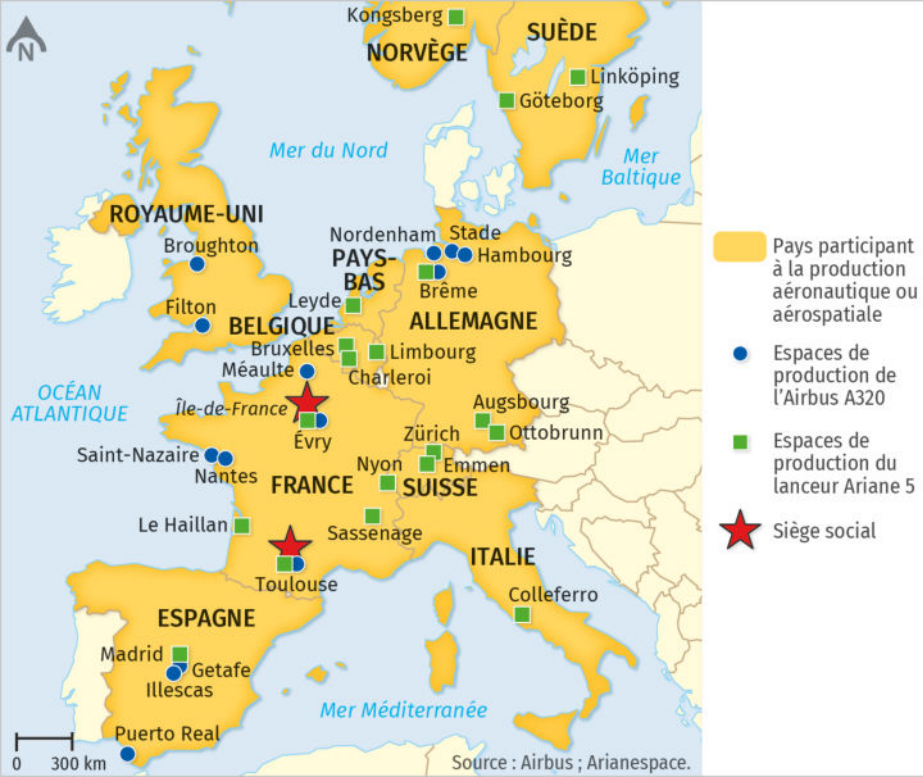 N
Kongsberg
NORVÈGE
SUÈDE
Linköping
Göteborg
Mer du Nord
Mer
Baltique
ROYAUME-UNI
Broughton
Filton
Nordenham
Stade
Hambourg
PAYS-
BAS
Brême
Leyde
BELGIQUE
ALLEMAGNE
Bruxelles
Limbourg
Méaulte
Charleroi
OCÉAN
ATLANTIQUE
Île-de-France
Évry
Augsbourg
Ottobrunn
Zürich
Saint-Nazaire
Nantes
Nyon
Emmen
FRANCE
SUISSE
Le Haillan
Sassenage
ITALIE
Toulouse
Colleferro
ESPAGNE
Madrid
Getafe
Illescas
Mer Méditerranée
Puerto Real
0 300 km
Source : Airbus ; Arianespace.
Pays participant
à la production
aéronautique ou
aérospatiale
Espaces de
production de
l'Airbus A320
Espaces de
production du
lanceur Ariane 5
Siège social